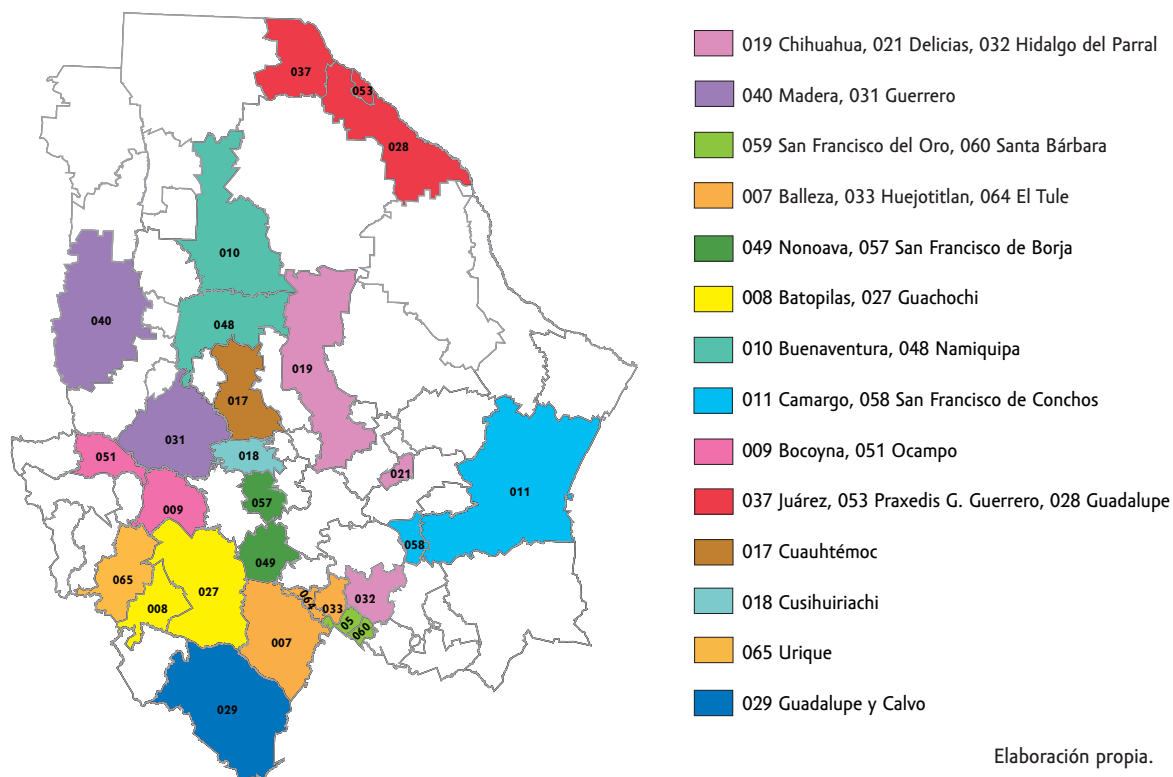 037
053
028
010
040
048
019
017
031
051
018
021
057
009
011
058
049
065
027
064
033
032
008
05
060
007
029
019 Chihuahua, 021 Delicias, 032 Hidalgo del Parral
040 Madera, 031 Guerrero
059 San Francisco del Oro, 060 Santa Bárbara
007 Balleza, 033 Huejotitlan, 064 El Tule
049 Nonoava, 057 San Francisco de Borja
008 Batopilas, 027 Guachochi
010 Buenaventura, 048 Namiquipa
011 Camargo, 058 San Francisco de Conchos
009 Bocoyna, 051 Ocampo
037 Juárez, 053 Praxedis G. Guerrero, 028 Guadalupe
017 Cuauhtémoc
018 Cusihuiriachi
065 Urique
029 Guadalupe y Calvo
Elaboración propia.